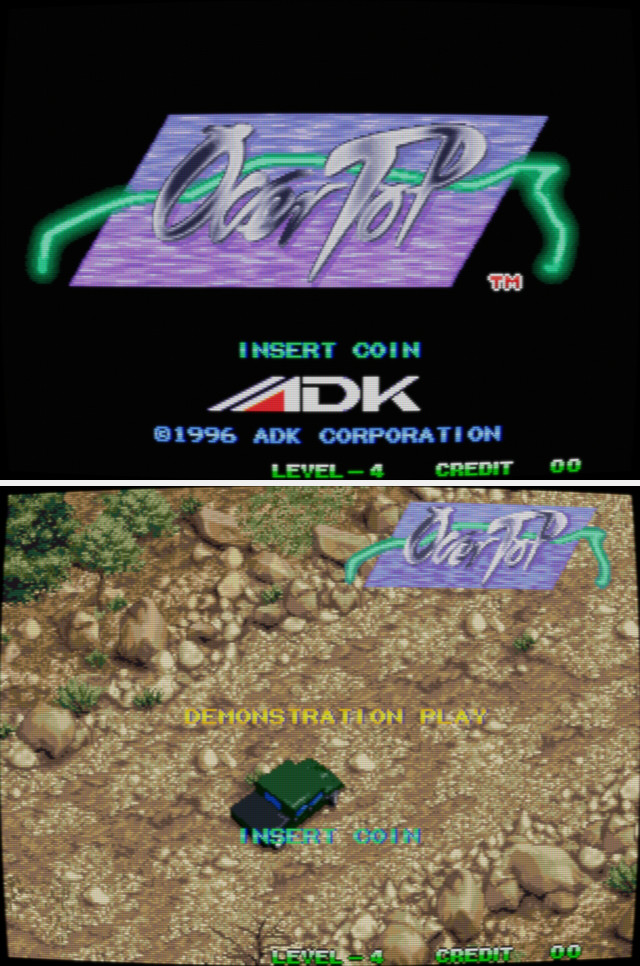 OverTop
TM
INSERT COIN
ADK
©1996 ADK CORPORATION
LEVEL-4 CREDIT 00
OverTop
DEMONSTRATION PLAY
INSERT COIN
LEVEL-4 CREDIT 00